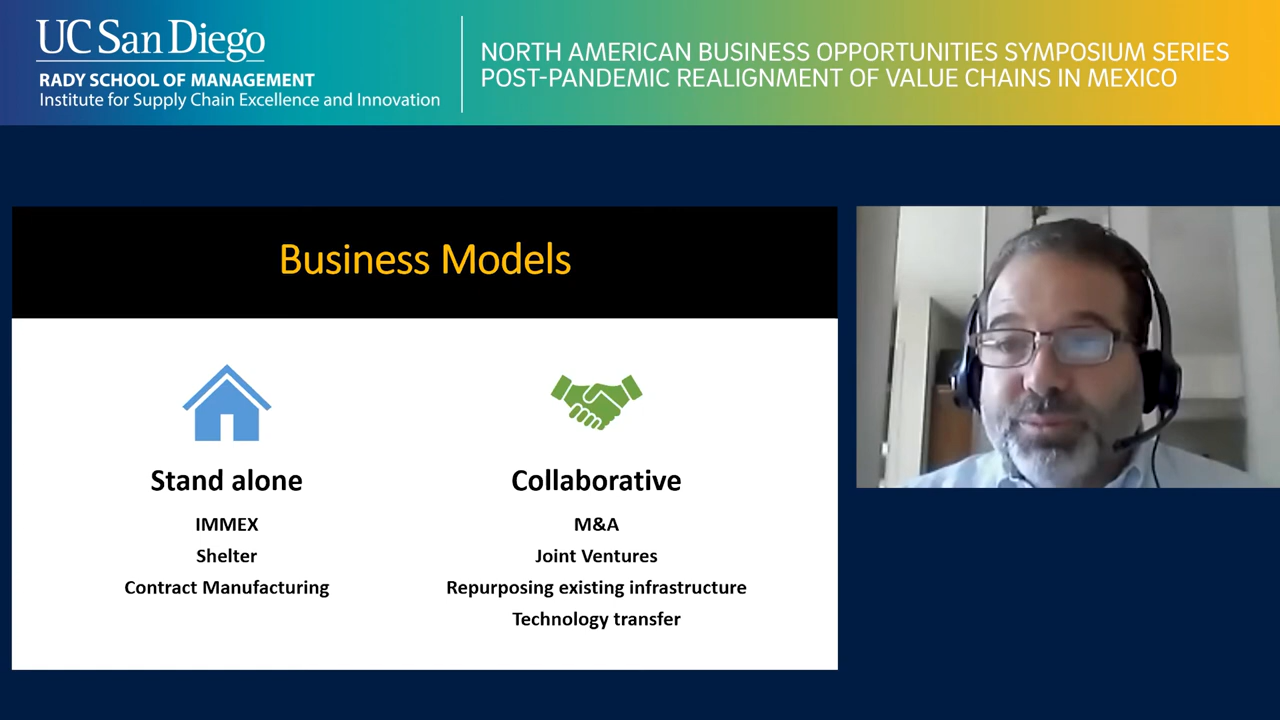 UC San Diego
RADY SCHOOL OF MANAGEMENT
Institute for Supply Chain Excellence and Innovation
NORTH AMERICAN BUSINESS OPPORTUNITIES SYMPOSIUM SERIES
POST-PANDEMIC REALIGNMENT OF VALUE CHAINS IN MEXICO
Business Models
Stand alone
IMMEX
Shelter
Contract Manufacturing
Collaborative
M&A
Joint Ventures
Repurposing existing infrastructure
Technology transfer